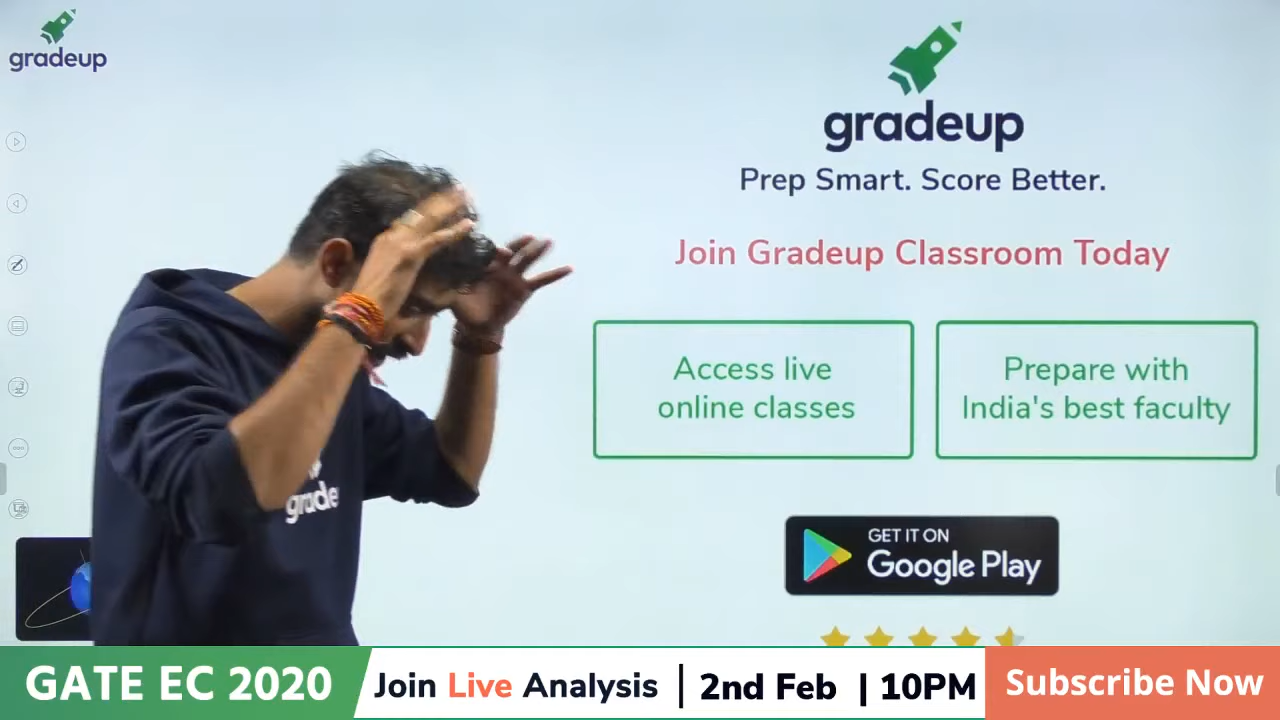 gradeup
gradeup
Prep Smart. Score Better.
Join Gradeup Classroom Today
Access live
online classes
Prepare with
India's best faculty
GET IT ON
Google Play
grade
GATE EC 2020
Join Live Analysis | 2nd Feb | 10PM
Subscribe Now